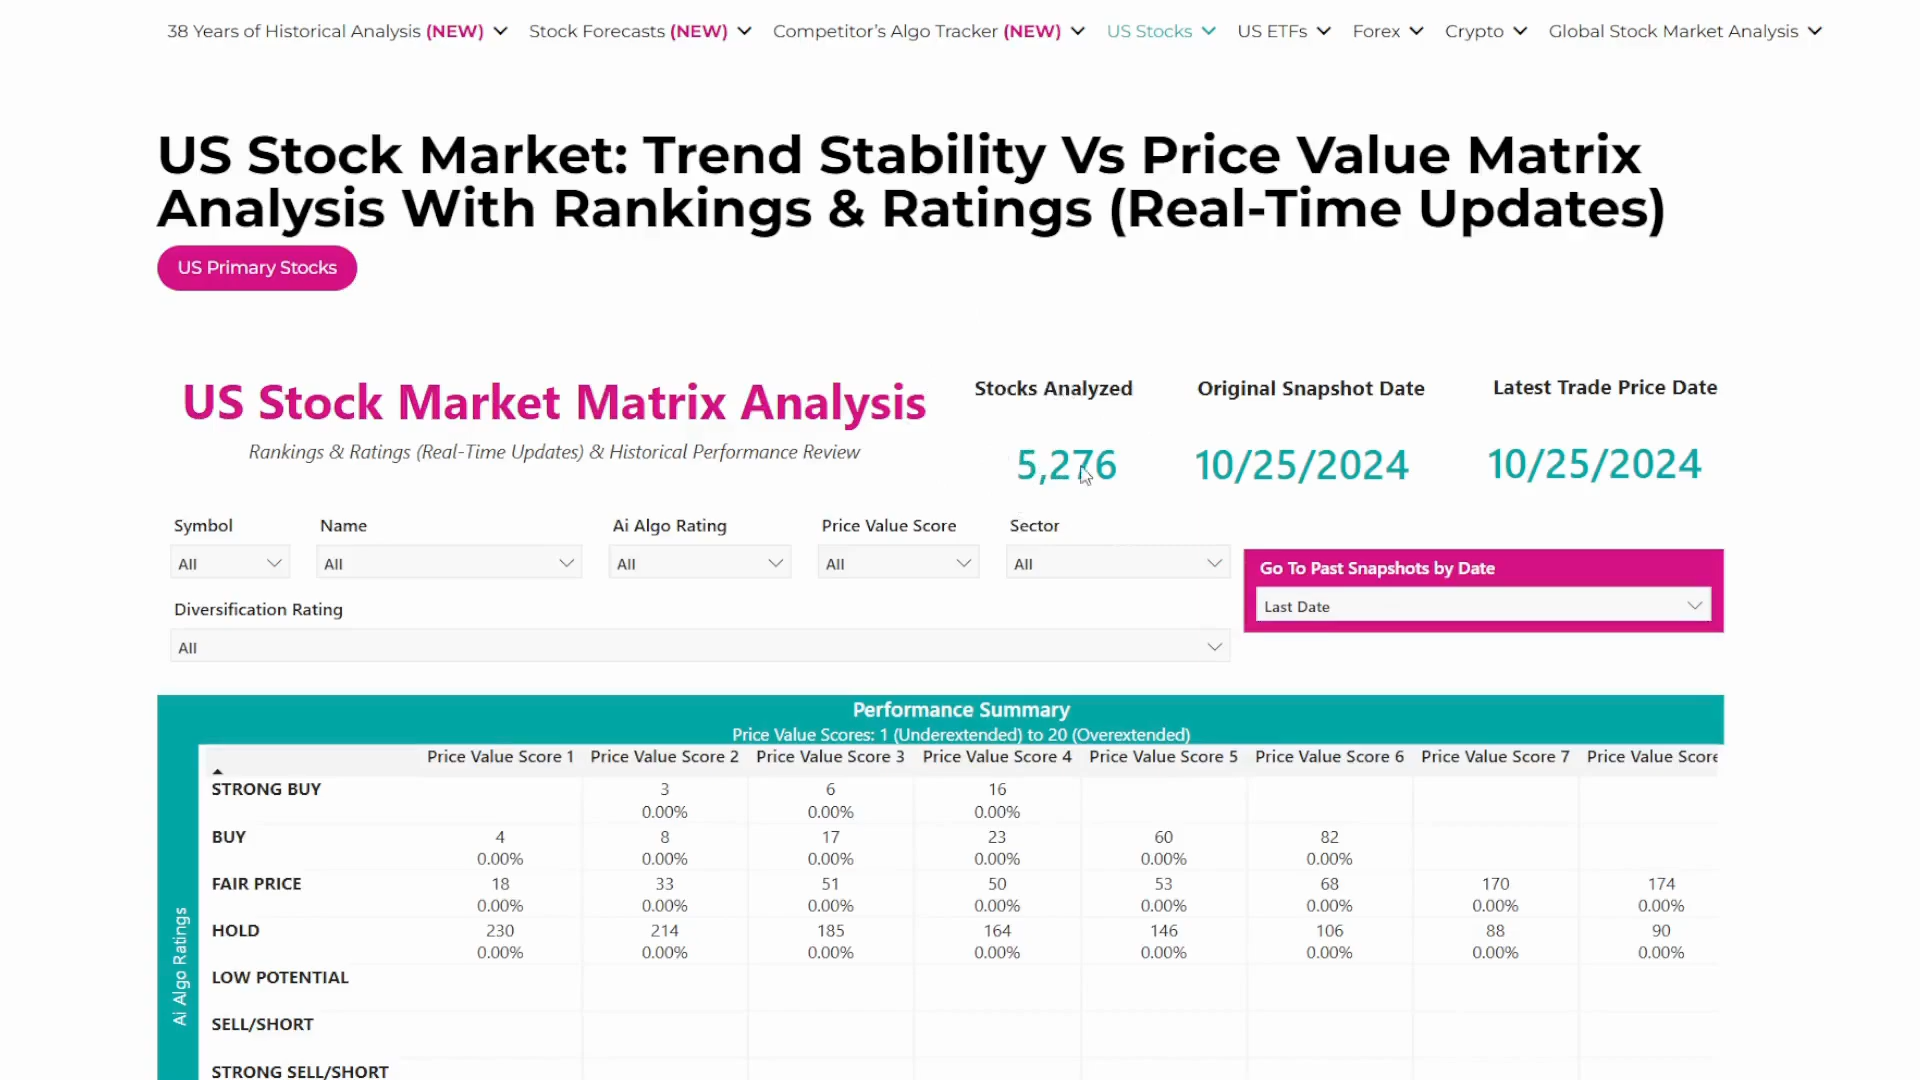 38 Years of Historical Analysis (NEW) Stock Forecasts (NEW) Competitor's Algo Tracker (NEW) US Stocks US ETFs Forex Crypto Global Stock Market Analysis
US Stock Market: Trend Stability Vs Price Value Matrix
Analysis With Rankings & Ratings (Real-Time Updates)
US Primary Stocks
US Stock Market Matrix Analysis
Rankings & Ratings (Real-Time Updates) & Historical Performance Review
Stocks Analyzed Original Snapshot Date Latest Trade Price Date
5,276 10/25/2024 10/25/2024
Symbol Name Ai Algo Rating Price Value Score Sector
All All All All All
Go To Past Snapshots by Date
Last Date
Diversification Rating
All
Performance Summary
Price Value Scores: 1 (Underextended) to 20 (Overextended)
Price Value Score 1 Price Value Score 2 Price Value Score 3 Price Value Score 4 Price Value Score 5 Price Value Score 6 Price Value Score 7 Price Value Score
Ai Algo Ratings
STRONG BUY 3 6 16
0.00% 0.00% 0.00%
BUY 4 8 17 23 60 82
0.00% 0.00% 0.00% 0.00% 0.00% 0.00%
FAIR PRICE 18 33 51 50 53 68 170 174
0.00% 0.00% 0.00% 0.00% 0.00% 0.00% 0.00% 0.00%
HOLD 230 214 185 164 146 106 88 90
0.00% 0.00% 0.00% 0.00% 0.00% 0.00% 0.00% 0.00%
LOW POTENTIAL
SELL/SHORT
STRONG SELL/SHORT